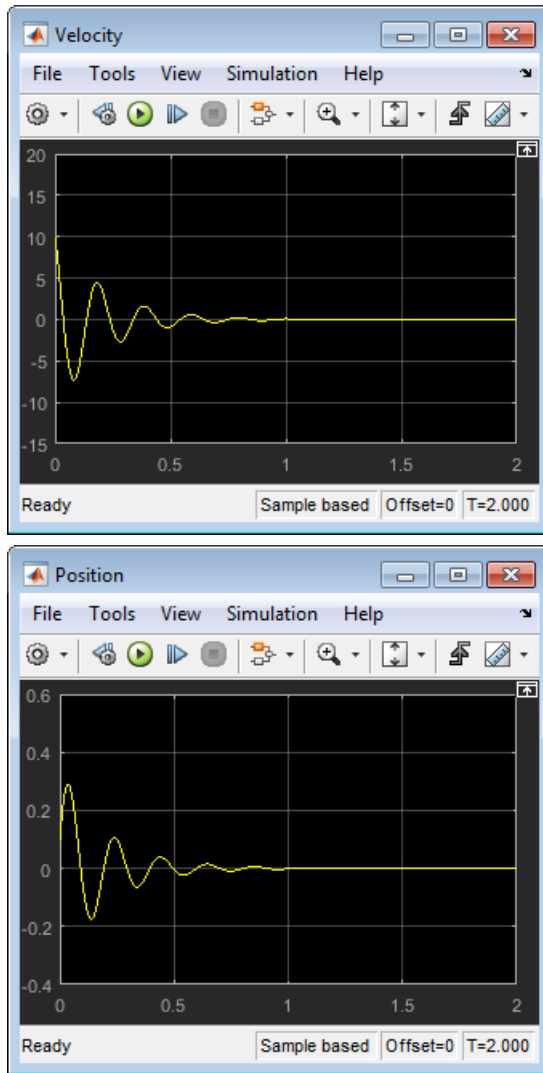 Velocity
File Tools View Simulation Help
20
15
10
5
0
-5
-10
-15
0 0.5 1 1.5 2
Ready Sample based Offset=0 T=2.000
Position
File Tools View Simulation Help
0.6
0.4
0.2
0
-0.2
-0.4
0 0.5 1 1.5 2
Ready Sample based Offset=0 T=2.000